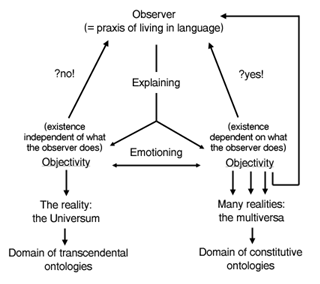 Observer
(= praxis of living in language)
?no!
?yes!
Explaining
(existence
independent of what
the observer does)
Objectivity
Emotioning
(existence
dependent on what
the observer does)
Objectivity
The reality:
the Universum
Many realities:
the multiversa
Domain of transcendental
ontologies
Domain of constitutive
ontologies